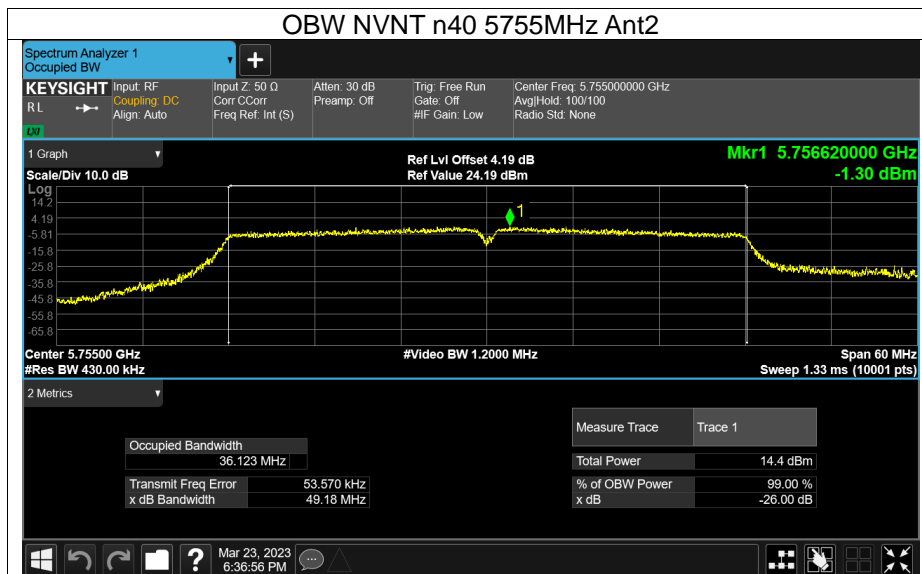 OBW NVNT n40 5755MHz Ant2
Spectrum Analyzer 1
Occupied BW
+
KEYSIGHT
R L
LXI
Input: RF
Coupling: DC
Align: Auto
Input Z: 50 Ω
Corr CCorr
Freq Ref: Int (S)
Atten: 30 dB
Preamp: Off
Trig: Free Run
Gate: Off
#IF Gain: Low
Center Freq: 5.755000000 GHz
Avg|Hold: 100/100
Radio Std: None
1 Graph
Scale/Div 10.0 dB
Ref Lvl Offset 4.19 dB
Ref Value 24.19 dBm
Mkr1 5.756620000 GHz
-1.30 dBm
Log
14.2
4.19
-5.81
-15.8
-25.8
-35.8
-45.8
-55.8
-65.8
1
Center 5.75500 GHz
#Res BW 430.00 kHz
#Video BW 1.2000 MHz
Span 60 MHz
Sweep 1.33 ms (10001 pts)
2 Metrics
Measure Trace Trace 1
Occupied Bandwidth
36.123 MHz
Total Power 14.4 dBm
Transmit Freq Error 53.570 kHz
% of OBW Power 99.00 %
x dB Bandwidth 49.18 MHz
x dB -26.00 dB
?
Mar 23, 2023
6:36:56 PM